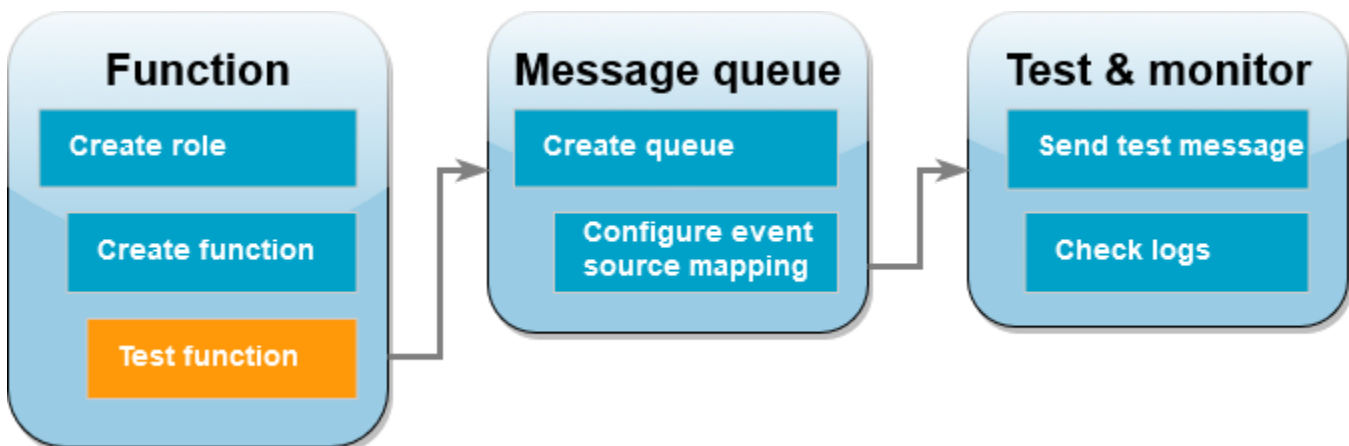 Function
Create role
Create function
Test function
Message queue
Create queue
Configure event
source mapping
Test & monitor
Send test message
Check logs